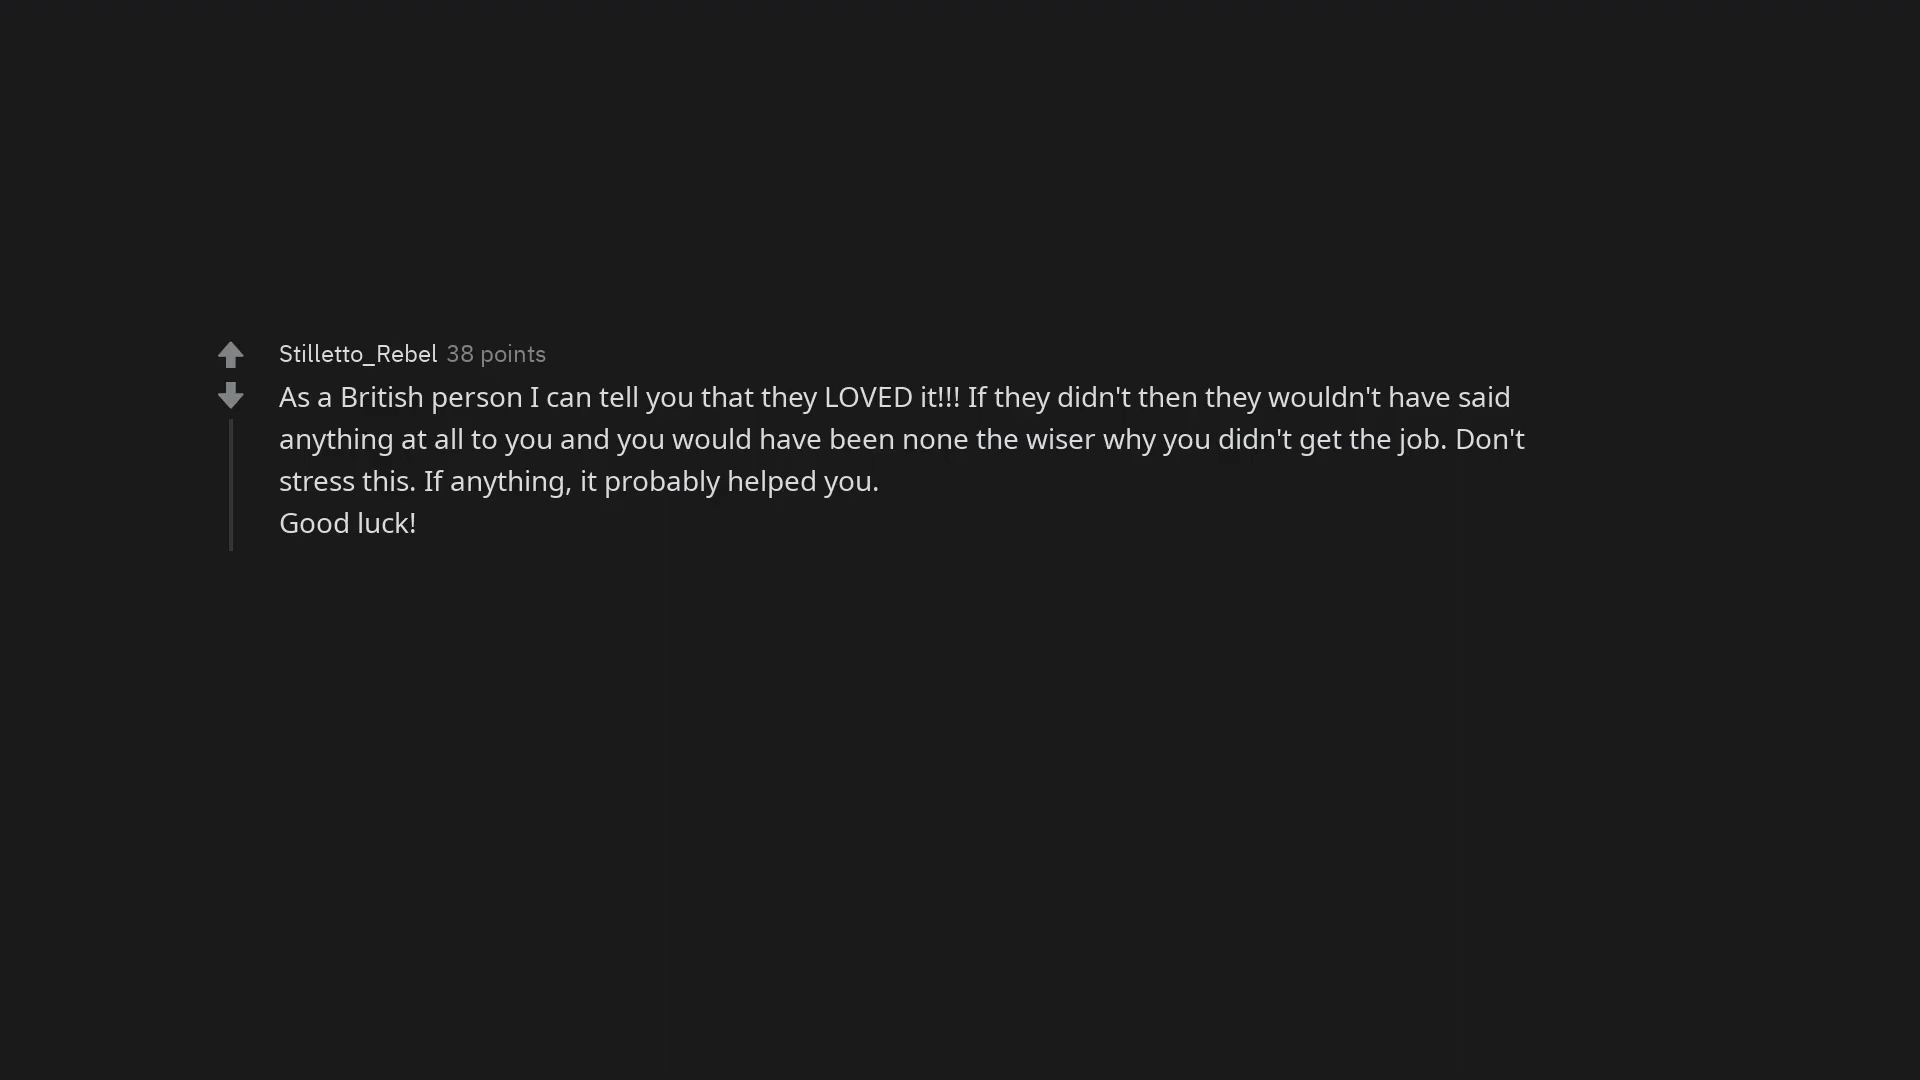 Stilletto_Rebel 38 points
As a British person I can tell you that they LOVED it!!! If they didn't then they wouldn't have said
anything at all to you and you would have been none the wiser why you didn't get the job. Don't
stress this. If anything, it probably helped you.
Good luck!